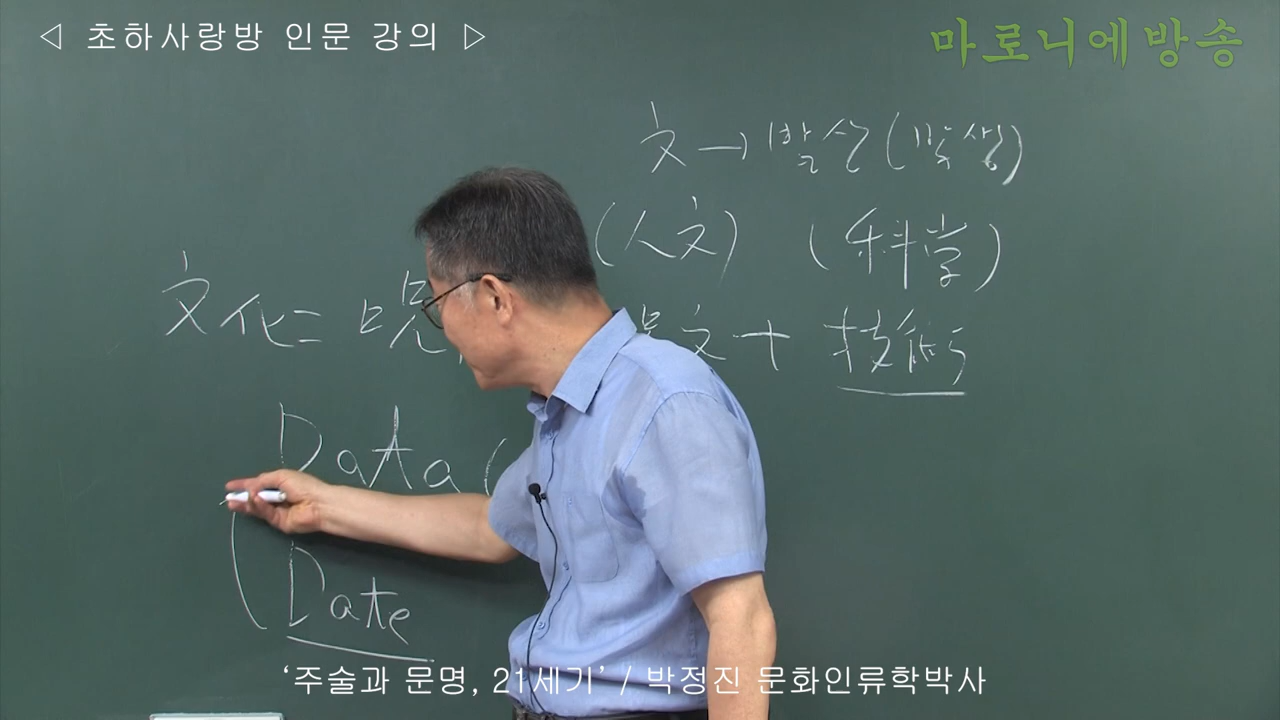 ◁ 초하사랑방 인문 강의 ▷
마로니에방송
文→발산(발생)
(人文) (科学)
文化= 呪 文 + 技術
Data (
(Date
‘주술과 문명, 21세기’ / 박정진 문화인류학박사